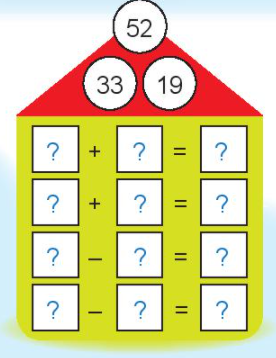 52
33 19
? + ? = ?
? + ? = ?
? – ? = ?
? – ? = ?